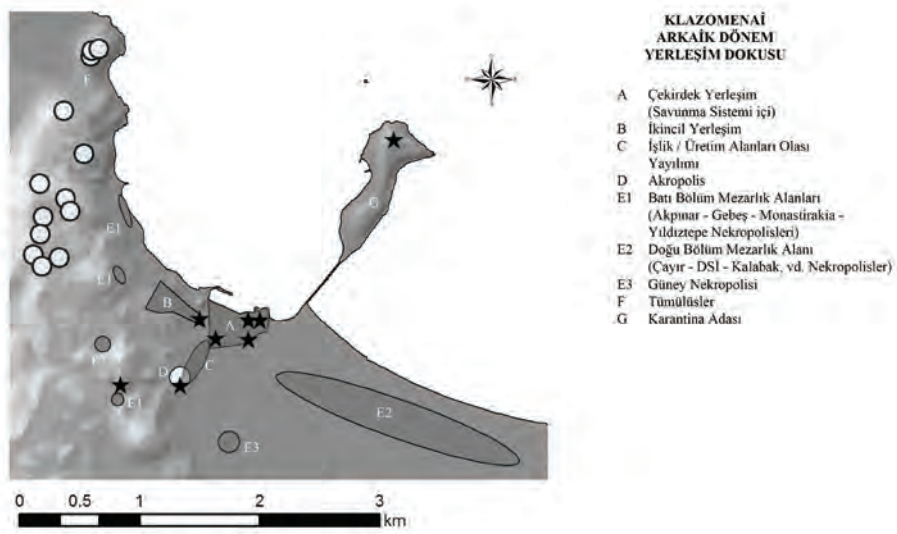 KLAZOMENAİ
ARKAİK DÖNEM
YERLEŞİM DOKUSU
A Çekirdek Yerleşim
(Savunma Sistemi içi)
B İkincil Yerleşim
C İşlik / Üretim Alanları Olası
Yayılımı
D Akropolis
E1 Batı Bölüm Mezarlık Alanları
(Akpınar - Gebeş - Monastirakia -
Yıldıztepe Nekropolisleri)
E2 Doğu Bölüm Mezarlık Alanı
(Çayır - DSİ - Kalabak, vd. Nekropolisler)
E3 Güney Nekropolisi
F Tümülüsler
G Karantina Adası
F
G
E1
E1
B
A
C
D
E1
E2
E3
0 0.5 1 2 3
km